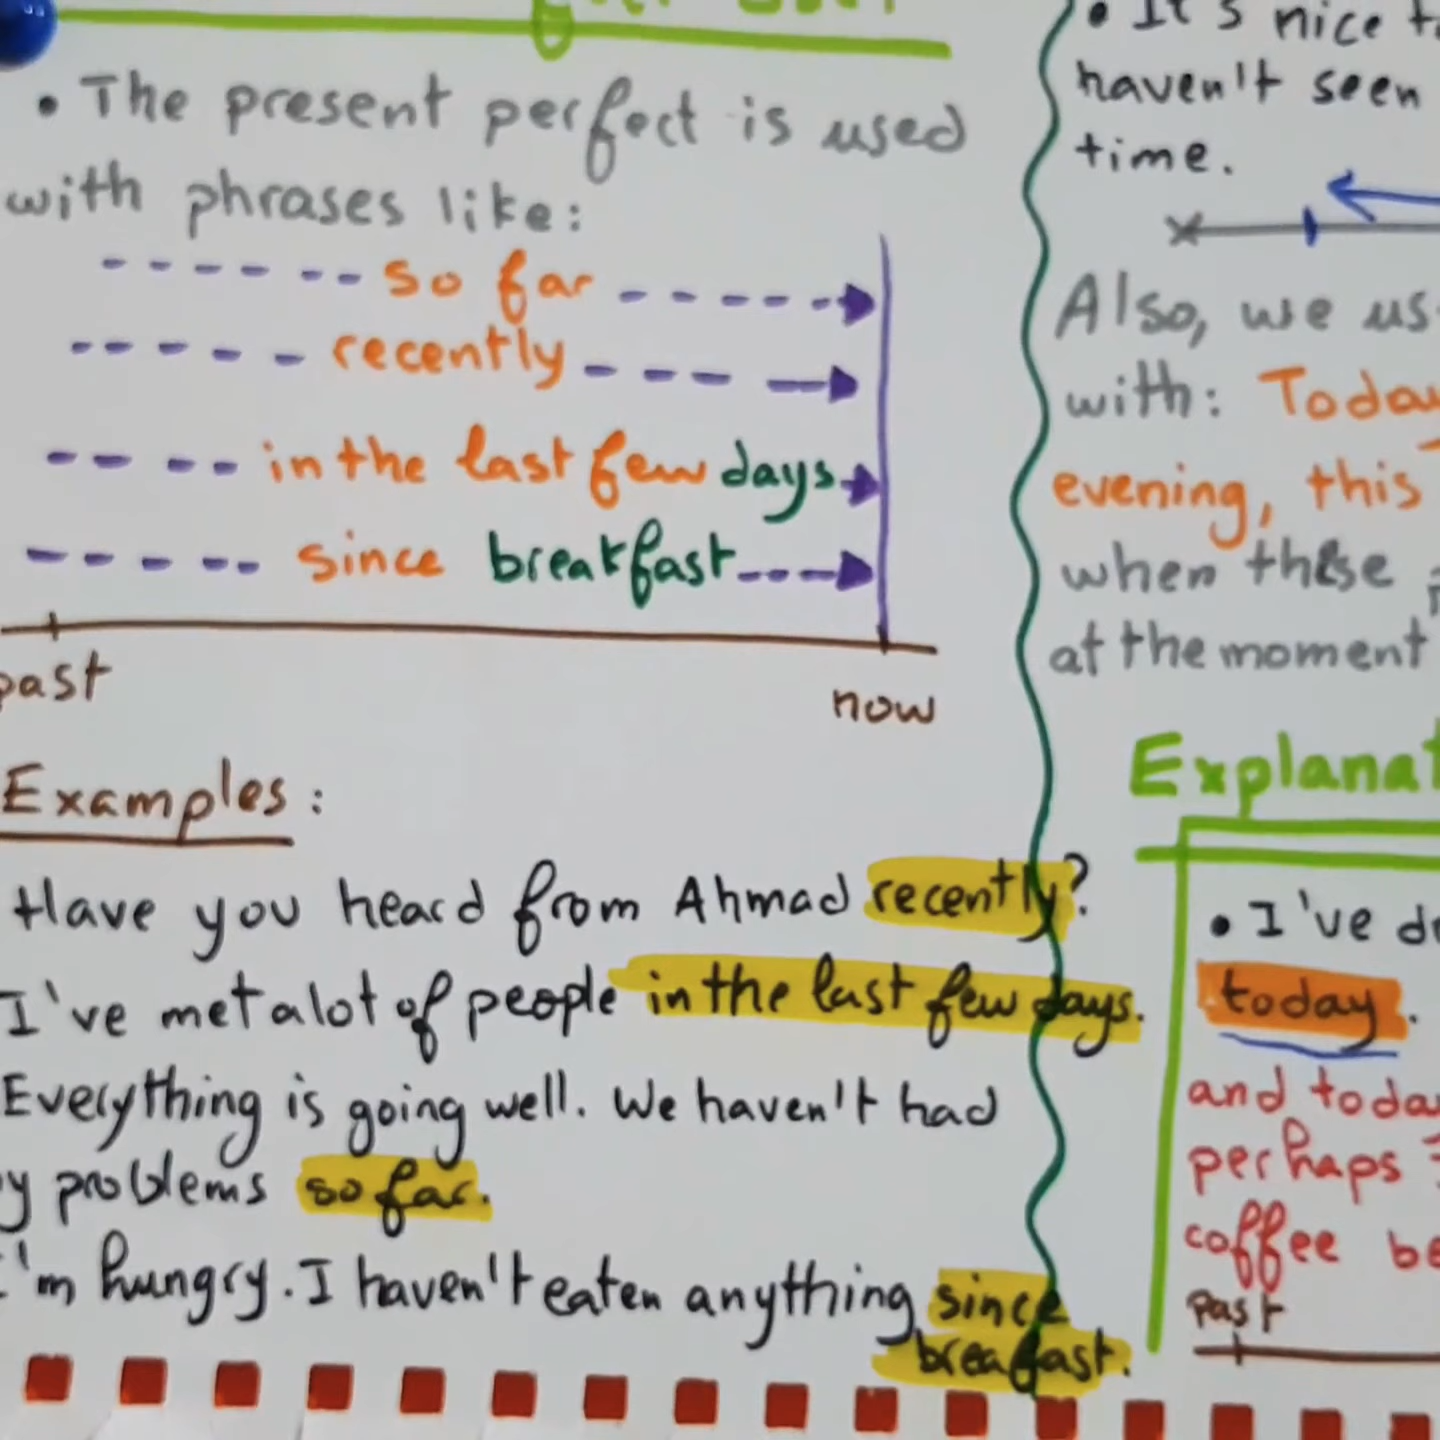 • The present perfect is used
with phrases like:
so far
recently
in the last few days
since breakfast
past
now
Examples:
Have you heard from Ahmad recently?
I've met a lot of people in the last few days.
Everything is going well. We haven't had
problems so far.
I'm hungry. I haven't eaten anything since
breakfast.
• It's nice
haven't seen
time.
Also, we
with: Today
evening, this
when these
at the moment
• I've
today.
and today
perhaps
coffee
past